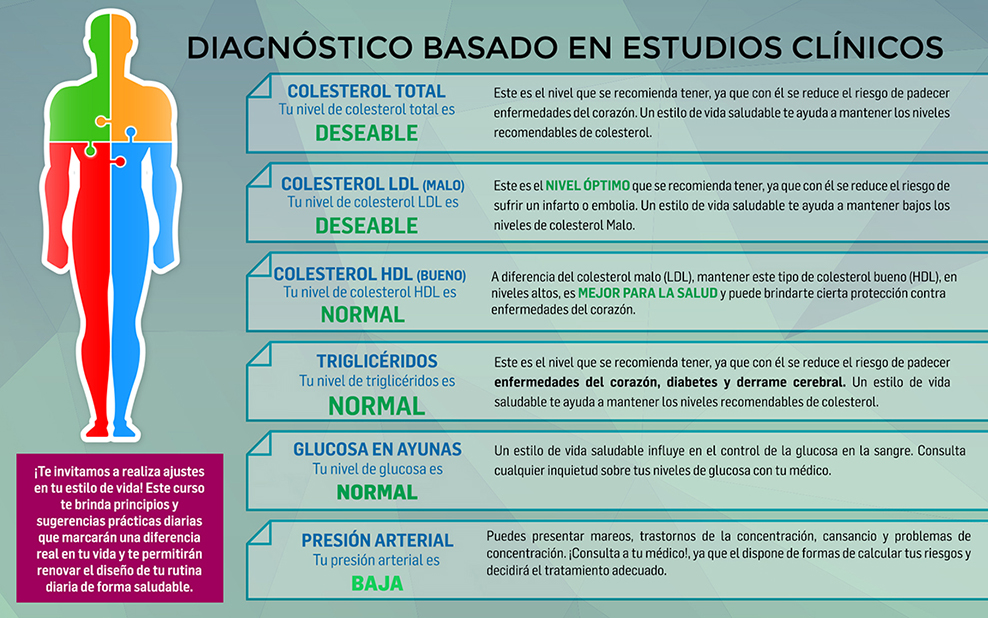 DIAGNÓSTICO BASADO EN ESTUDIOS CLÍNICOS
COLESTEROL TOTAL
Tu nivel de colesterol total es
DESEABLE
Este es el nivel que se recomienda tener, ya que con él se reduce el riesgo de padecer
enfermedades del corazón. Un estilo de vida saludable te ayuda a mantener los niveles
recomendables de colesterol.
COLESTEROL LDL (MALO)
Tu nivel de colesterol LDL es
DESEABLE
Este es el NIVEL ÓPTIMO que se recomienda tener, ya que con él se reduce el riesgo de
sufrir un infarto o embolia. Un estilo de vida saludable te ayuda a mantener bajos los
niveles de colesterol Malo.
COLESTEROL HDL (BUENO)
Tu nivel de colesterol HDL es
NORMAL
A diferencia del colesterol malo (LDL), mantener este tipo de colesterol bueno (HDL), en
niveles altos, es MEJOR PARA LA SALUD y puede brindarte cierta protección contra
enfermedades del corazón.
TRIGLICÉRIDOS
Tu nivel de triglicéridos es
NORMAL
Este es el nivel que se recomienda tener, ya que con él se reduce el riesgo de padecer
enfermedades del corazón, diabetes y derrame cerebral. Un estilo de vida
saludable te ayuda a mantener los niveles recomendables de colesterol.
GLUCOSA EN AYUNAS
Tu nivel de glucosa es
NORMAL
Un estilo de vida saludable influye en el control de la glucosa en la sangre. Consulta
cualquier inquietud sobre tus niveles de glucosa con tu médico.
PRESIÓN ARTERIAL
Tu presión arterial es
BAJA
Puedes presentar mareos, trastornos de la concentración, cansancio y problemas de
concentración. ¡Consulta a tu médico!, ya que el dispone de formas de calcular tus riesgos y
decidirá el tratamiento adecuado.
¡Te invitamos a realiza ajustes
en tu estilo de vida! Este curso
te brinda principios y
sugerencias prácticas diarias
que marcarán una diferencia
real en tu vida y te permitirán
renovar el diseño de tu rutina
diaria de forma saludable.